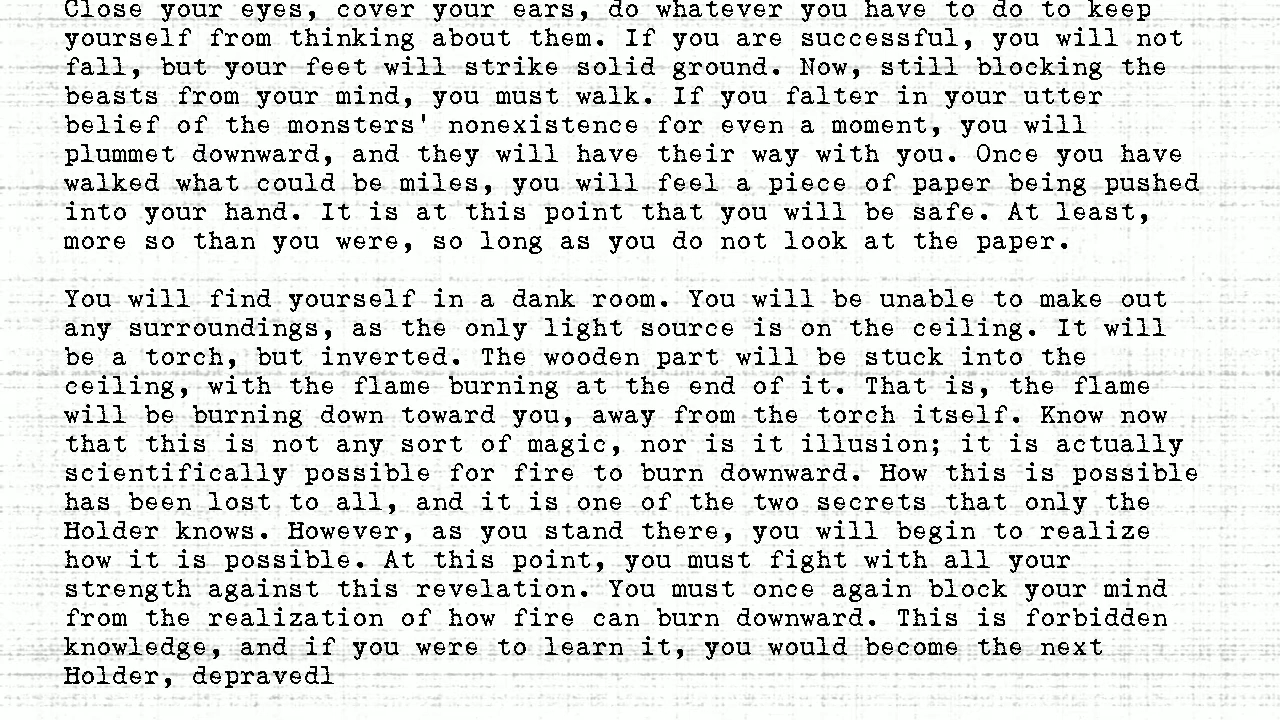 Close your eyes, cover your ears, do whatever you have to do to keep
yourself from thinking about them. If you are successful, you will not
fall, but your feet will strike solid ground. Now, still blocking the
beasts from your mind, you must walk. If you falter in your utter
belief of the monsters' nonexistence for even a moment, you will
plummet downward, and they will have their way with you. Once you have
walked what could be miles, you will feel a piece of paper being pushed
into your hand. It is at this point that you will be safe. At least,
more so than you were, so long as you do not look at the paper.
You will find yourself in a dank room. You will be unable to make out
any surroundings, as the only light source is on the ceiling. It will
be a torch, but inverted. The wooden part will be stuck into the
ceiling, with the flame burning at the end of it. That is, the flame
will be burning down toward you, away from the torch itself. Know now
that this is not any sort of magic, nor is it illusion; it is actually
scientifically possible for fire to burn downward. How this is possible
has been lost to all, and it is one of the two secrets that only the
Holder knows. However, as you stand there, you will begin to realize
how it is possible. At this point, you must fight with all your
strength against this revelation. You must once again block your mind
from the realization of how fire can burn downward. This is forbidden
knowledge, and if you were to learn it, you would become the next
Holder, depravedl